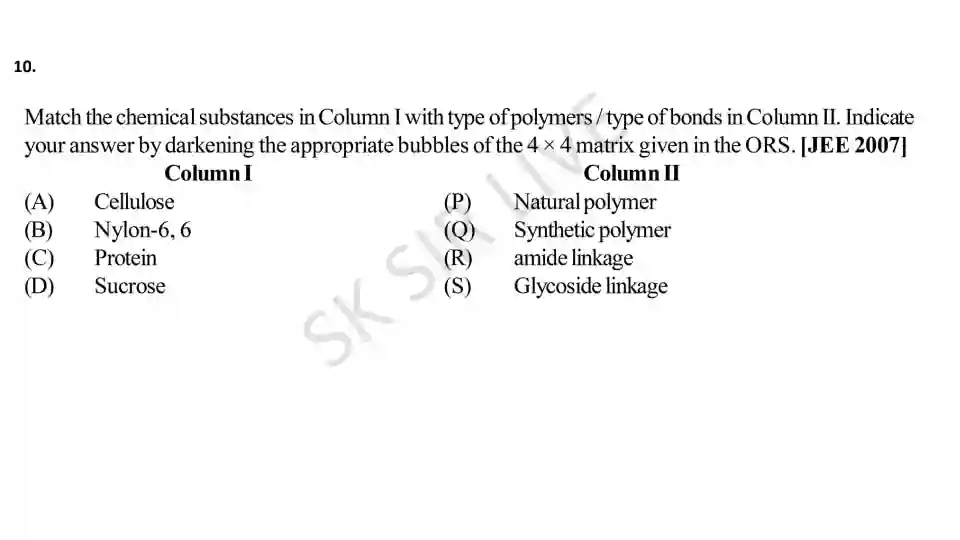 10.
Match the chemical substances in Column I with type of polymers / type of bonds in Column II. Indicate
your answer by darkening the appropriate bubbles of the 4 × 4 matrix given in the ORS. [JEE 2007]
Column I Column II
(A) Cellulose (P) Natural polymer
(B) Nylon-6, 6 (Q) Synthetic polymer
(C) Protein (R) amide linkage
(D) Sucrose (S) Glycoside linkage
SK SIR LIVE